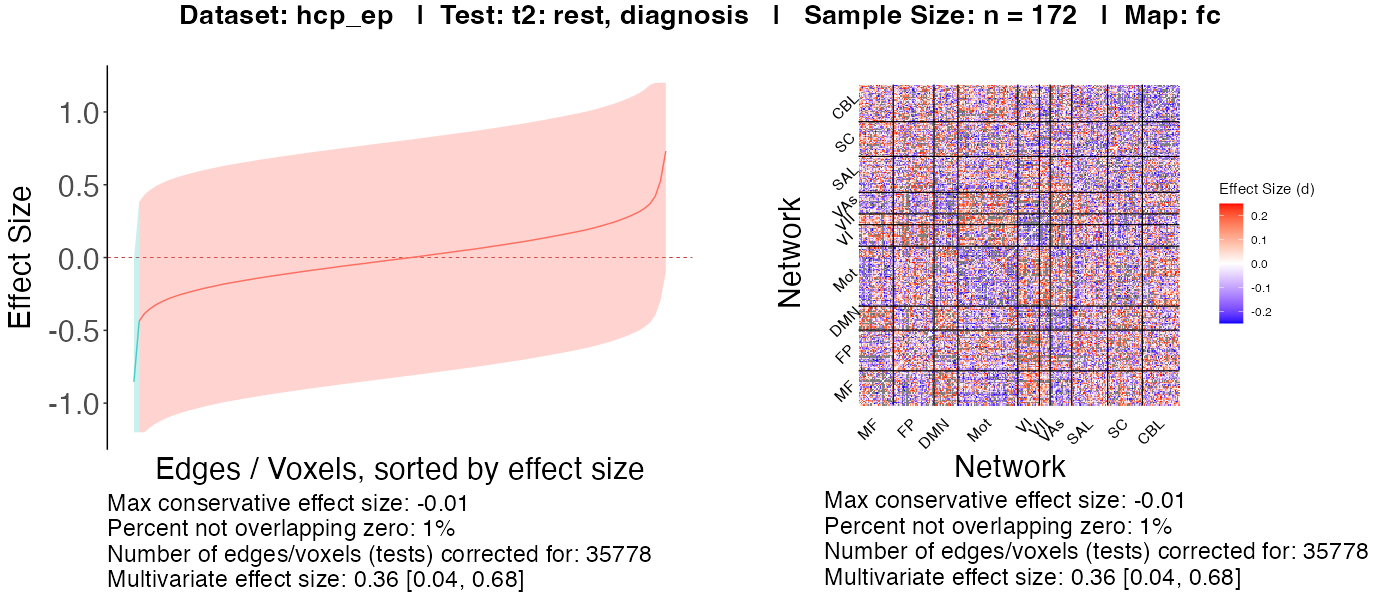 Dataset: hcp_ep | Test: t2: rest, diagnosis | Sample Size: n = 172 | Map: fc
Effect Size
1.0
0.5
0.0
-0.5
-1.0
Edges / Voxels, sorted by effect size
Max conservative effect size: -0.01
Percent not overlapping zero: 1%
Number of edges/voxels (tests) corrected for: 35778
Multivariate effect size: 0.36 [0.04, 0.68]
Network
CBL
SC
SAL
VAs
VII
VI
Mot
DMN
FP
MF
MF FP DMN Mot VI VII VAs SAL SC CBL
Network
Effect Size (d)
0.2
0.1
0.0
-0.1
-0.2
Max conservative effect size: -0.01
Percent not overlapping zero: 1%
Number of edges/voxels (tests) corrected for: 35778
Multivariate effect size: 0.36 [0.04, 0.68]